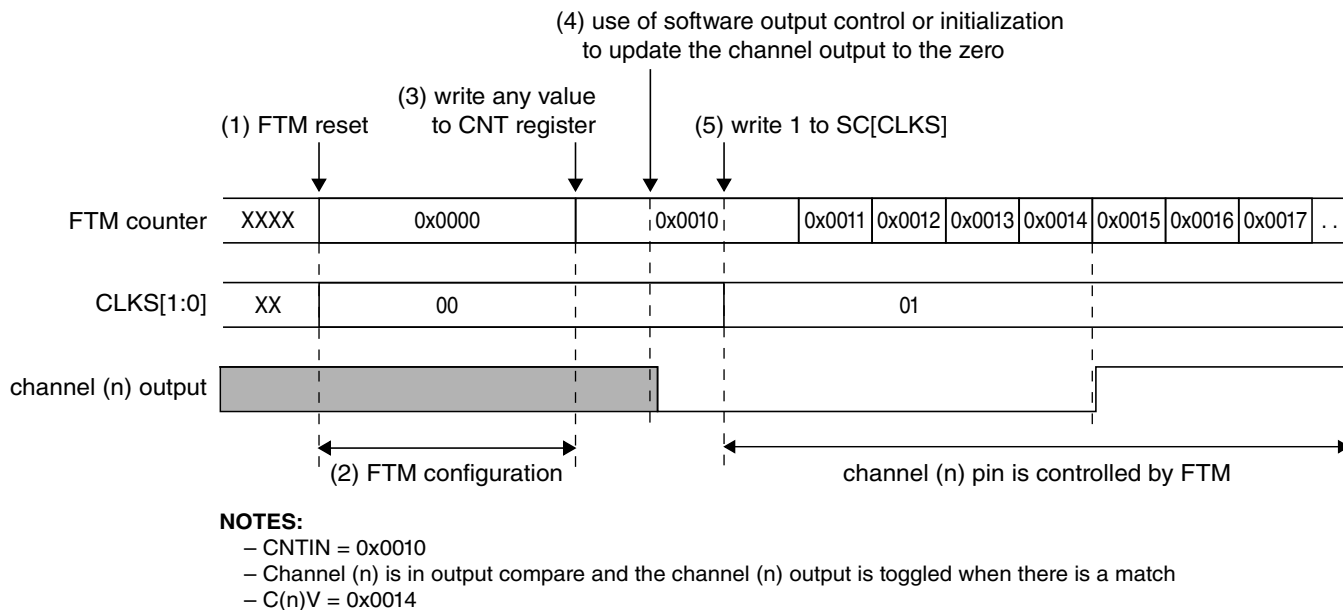 (4) use of software output control or initialization
to update the channel output to the zero
(3) write any value
to CNT register
(1) FTM reset
(5) write 1 to SC[CLKS]
FTM counter
XXXX
0x0000
0x0010
0x0011
0x0012
0x0013
0x0014
0x0015
0x0016
0x0017
. .
CLKS[1:0]
XX
00
01
channel (n) output
(2) FTM configuration
channel (n) pin is controlled by FTM
NOTES:
– CNTIN = 0x0010
– Channel (n) is in output compare and the channel (n) output is toggled when there is a match
– C(n)V = 0x0014